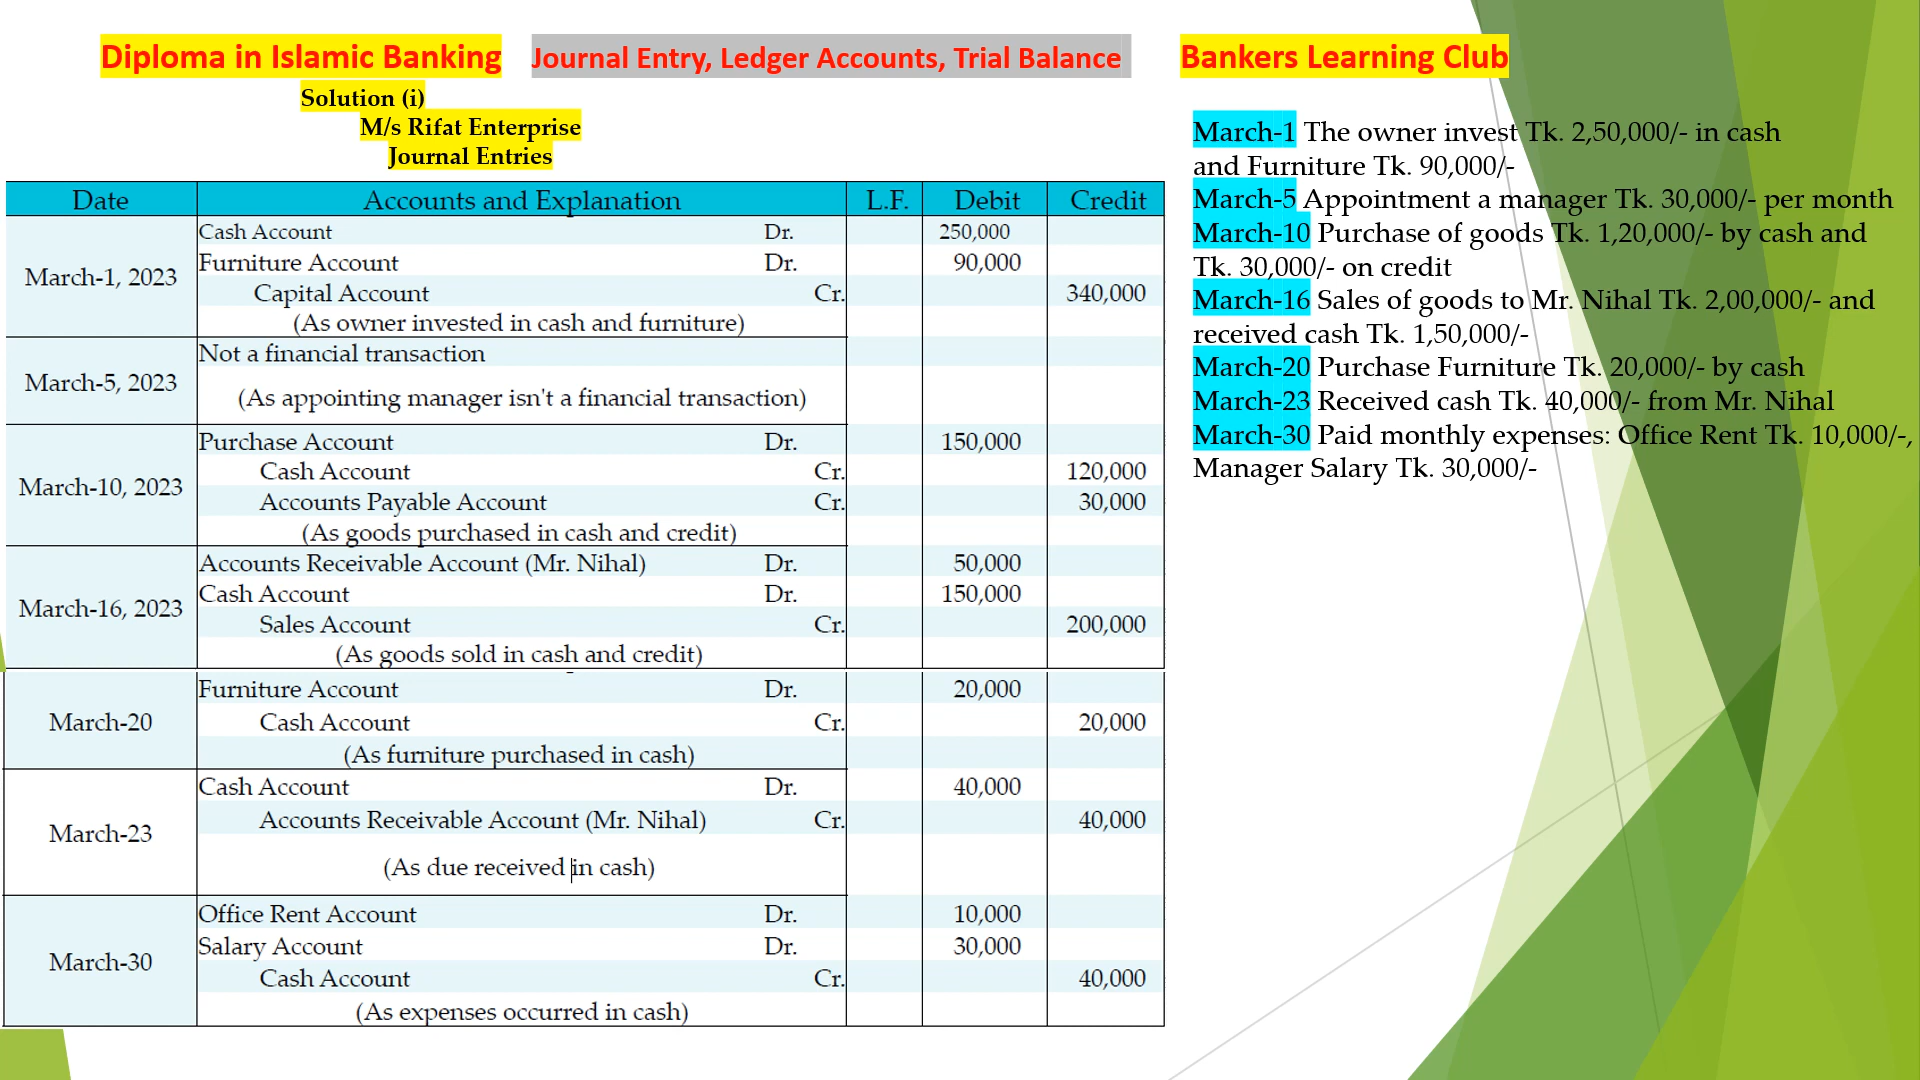 Diploma in Islamic Banking Journal Entry, Ledger Accounts, Trial Balance Bankers Learning Club
Solution (i)
M/s Rifat Enterprise
Journal Entries
Date Accounts and Explanation L.F. Debit Credit
March-1, 2023
Cash Account Dr. 250,000
Furniture Account Dr. 90,000
Capital Account Cr. 340,000
(As owner invested in cash and furniture)
March-5, 2023
Not a financial transaction
(As appointing manager isn't a financial transaction)
March-10, 2023
Purchase Account Dr. 150,000
Cash Account Cr. 120,000
Accounts Payable Account Cr. 30,000
(As goods purchased in cash and credit)
March-16, 2023
Accounts Receivable Account (Mr. Nihal) Dr. 50,000
Cash Account Dr. 150,000
Sales Account Cr. 200,000
(As goods sold in cash and credit)
March-20
Furniture Account Dr. 20,000
Cash Account Cr. 20,000
(As furniture purchased in cash)
March-23
Cash Account Dr. 40,000
Accounts Receivable Account (Mr. Nihal) Cr. 40,000
(As due received in cash)
March-30
Office Rent Account Dr. 10,000
Salary Account Dr. 30,000
Cash Account Cr. 40,000
(As expenses occurred in cash)
March-1 The owner invest Tk. 2,50,000/- in cash
and Furniture Tk. 90,000/-
March-5 Appointment a manager Tk. 30,000/- per month
March-10 Purchase of goods Tk. 1,20,000/- by cash and
Tk. 30,000/- on credit
March-16 Sales of goods to Mr. Nihal Tk. 2,00,000/- and
received cash Tk. 1,50,000/-
March-20 Purchase Furniture Tk. 20,000/- by cash
March-23 Received cash Tk. 40,000/- from Mr. Nihal
March-30 Paid monthly expenses: Office Rent Tk. 10,000/-,
Manager Salary Tk. 30,000/-